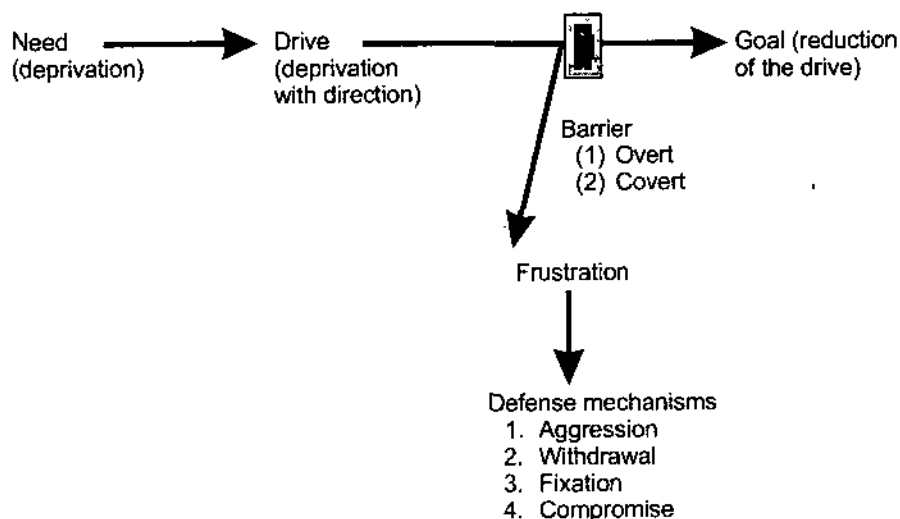 Need
(deprivation)
Drive
(deprivation
with direction)
Goal (reduction
of the drive)
Barrier
(1) Overt
(2) Covert
Frustration
Defense mechanisms
1. Aggression
2. Withdrawal
3. Fixation
4. Compromise